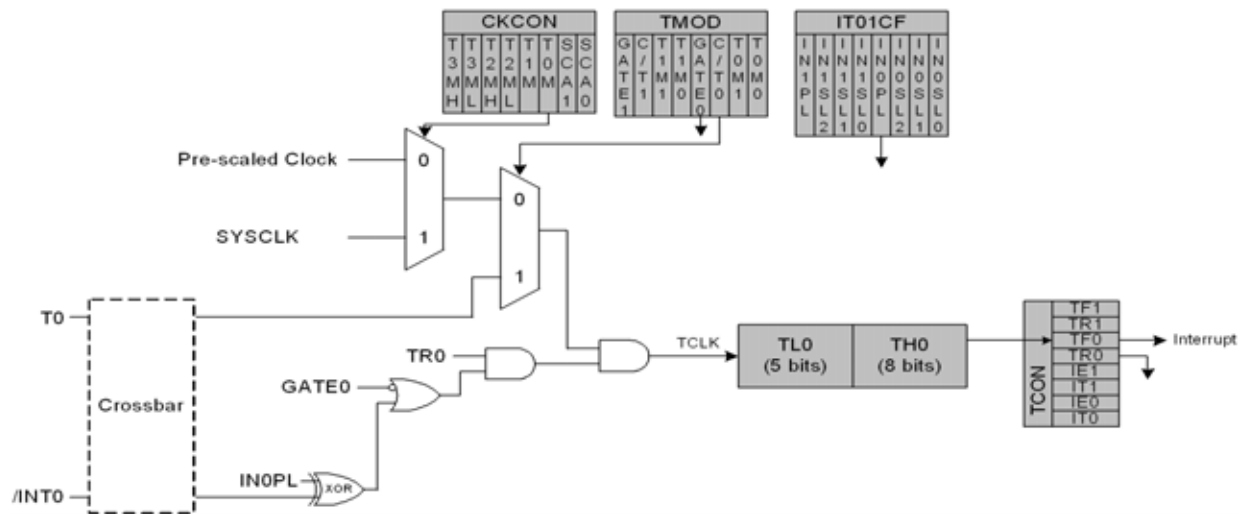 CKCON
T3MH
T3ML
T2MH
T2ML
T1M
T0M
SCA1
SCA0
TMOD
GATE1
C/T1
T1M1
T1M0
GATE0
C/T0
T0M1
T0M0
IT01CF
IN1PL
IN1SL2
IN1SL1
IN1SL0
IN0PL
IN0SL2
IN0SL1
IN0SL0
Pre-scaled Clock
0
SYSCLK
1
0
1
T0
Crossbar
/INT0
TR0
GATE0
IN0PL
XOR
TCLK
TL0
(5 bits)
TH0
(8 bits)
TCON
TF1
TR1
TF0
TR0
IE1
IT1
IE0
IT0
Interrupt